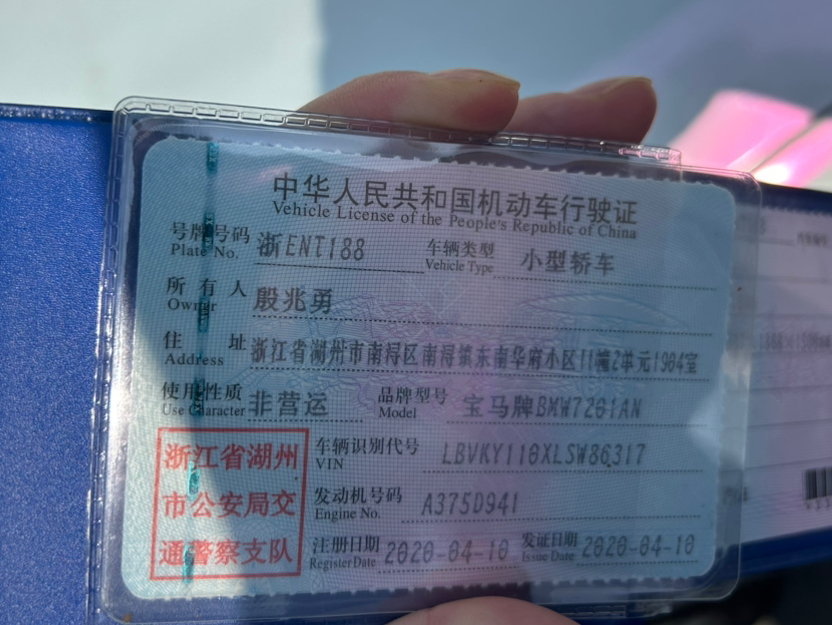 中华人民共和国机动车行驶证
Vehicle License of the People's Republic of China
号牌号码 浙ENT188 车辆类型 小型轿车
Plate No. Vehicle Type
所有人 殷兆勇
Owner
住址 浙江省湖州市南浔区南浔镇东南华府小区11幢2单元1904室
Address
使用性质 非营运 品牌型号 宝马牌BMW7201AN
Use Character Model
浙江省湖州
市公安局交
通警察支队
车辆识别代号 LBVKY110XLSW86317
VIN
发动机号码 A375D941
Engine No.
注册日期 2020-04-10 发证日期 2020-04-10
Register Date Issue Date